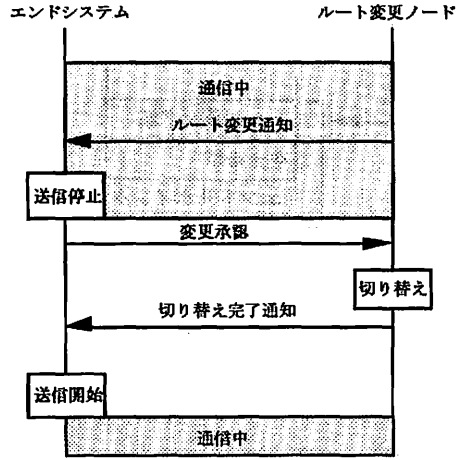 エンドシステム
ルート変更ノード
通信中
ルート変更通知
送信停止
変更承認
切り替え
切り替え完了通知
送信開始
通信中